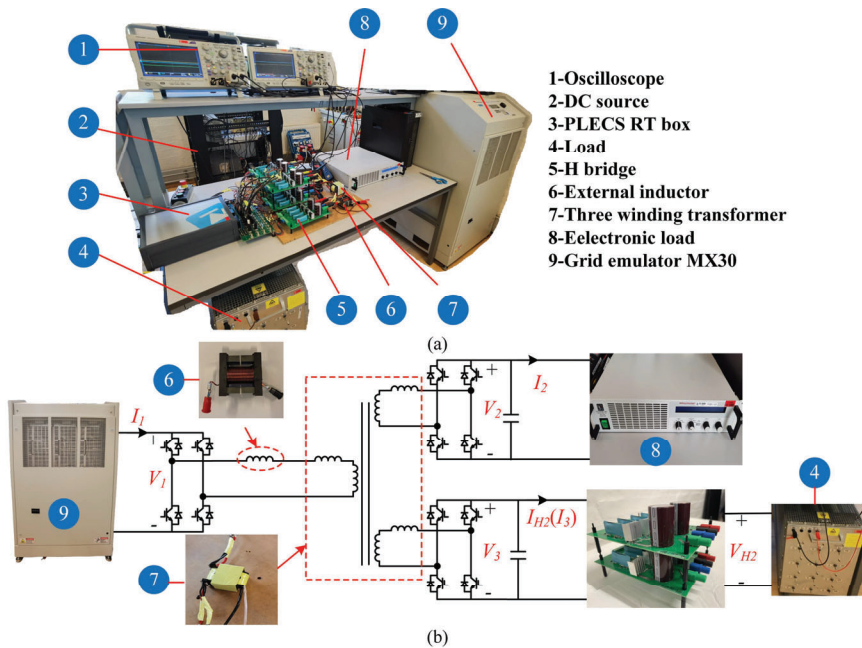 1
2
3
4
5
6
7
8
9
1-Oscilloscope
2-DC source
3-PLECS RT box
4-Load
5-H bridge
6-External inductor
7-Three winding transformer
8-Eelectronic load
9-Grid emulator MX30
(a)
6
I1
V1
9
7
+
V2
-
I2
8
+
V3
-
IH2(I3)
+
VH2
-
4
(b)